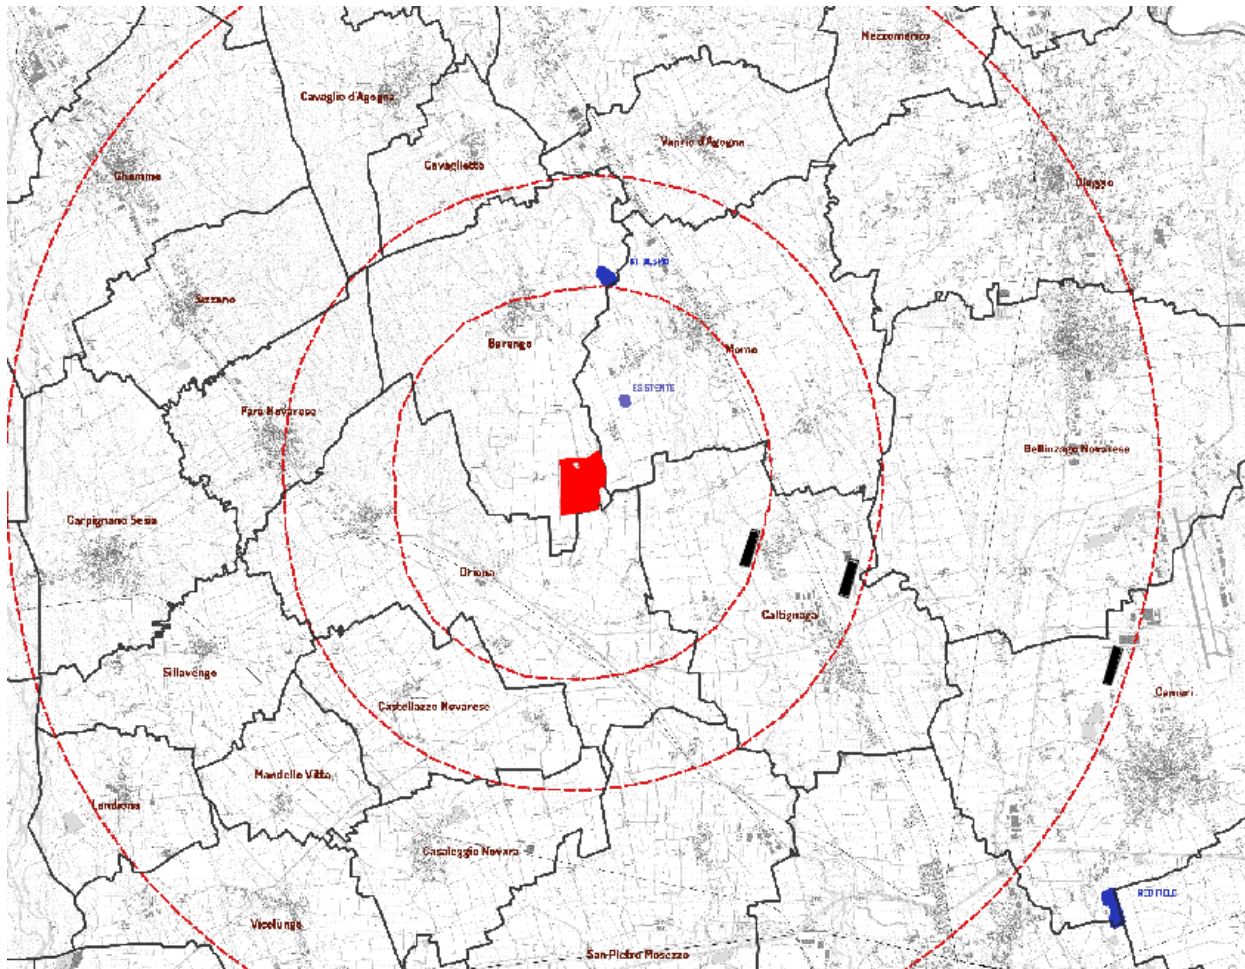 Mezzomerico
Cavaglio d'Agogna
Vaprio d'Agogna
Cavaglietto
Ghemme
Oleggio
Sizzano
Barengo
Momo
ESISTENTE
Fara Novarese
Bellinzago Novarese
Carpignano Sesia
Briona
Caltignaga
Sillavengo
Cameri
Castellazzo Novarese
Mandello Vitta
Landiona
Casaleggio Novara
Vicolungo
San Pietro Mosezzo